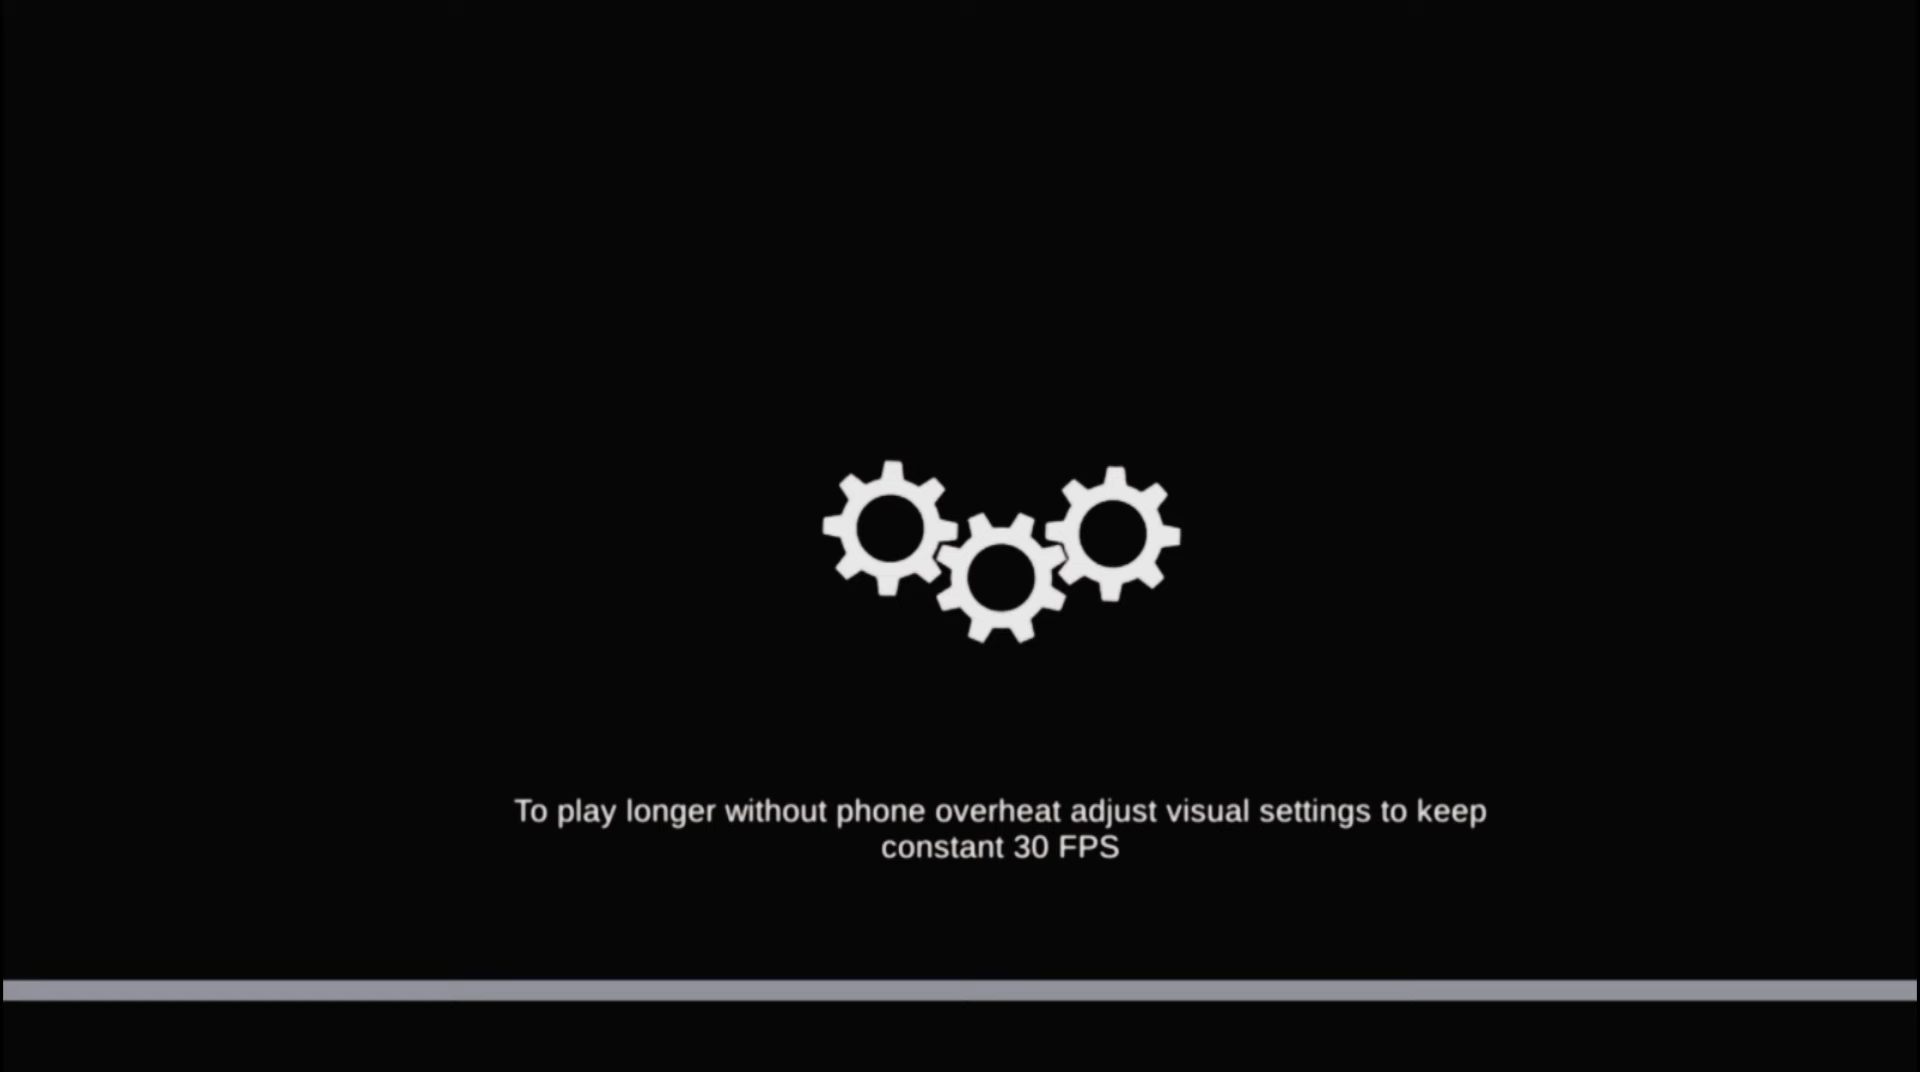 To play longer without phone overheat adjust visual settings to keep
constant 30 FPS